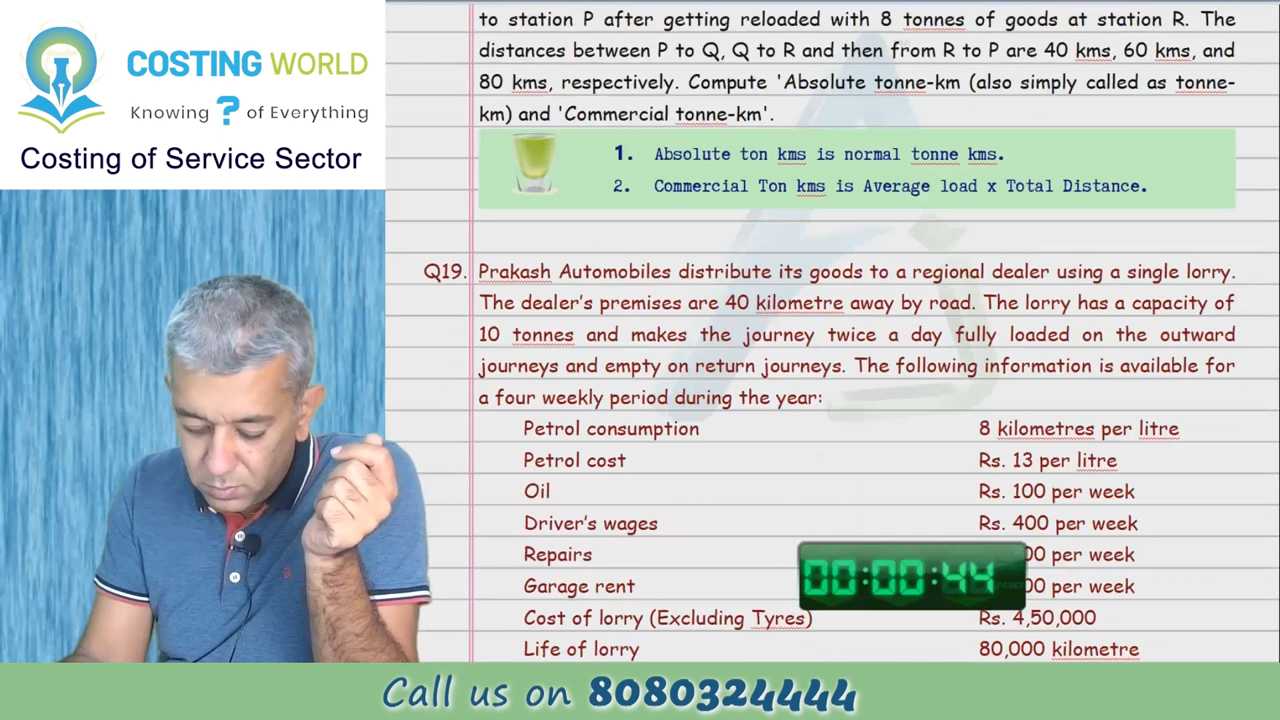 COSTING WORLD
Knowing ? of Everything
Costing of Service Sector
to station P after getting reloaded with 8 tonnes of goods at station R. The
distances between P to Q, Q to R and then from R to P are 40 kms, 60 kms, and
80 kms, respectively. Compute 'Absolute tonne-km (also simply called as tonne-
km) and 'Commercial tonne-km'.
1. Absolute ton kms is normal tonne kms.
2. Commercial Ton kms is Average load x Total Distance.
Q19. Prakash Automobiles distribute its goods to a regional dealer using a single lorry.
The dealer's premises are 40 kilometre away by road. The lorry has a capacity of
10 tonnes and makes the journey twice a day fully loaded on the outward
journeys and empty on return journeys. The following information is available for
a four weekly period during the year:
Petrol consumption 8 kilometres per litre
Petrol cost Rs. 13 per litre
Oil Rs. 100 per week
Driver's wages Rs. 400 per week
Repairs per week
Garage rent per week
00:00:44
Cost of lorry (Excluding Tyres) Rs. 4,50,000
Life of lorry 80,000 kilometre
Call us on 8080324444